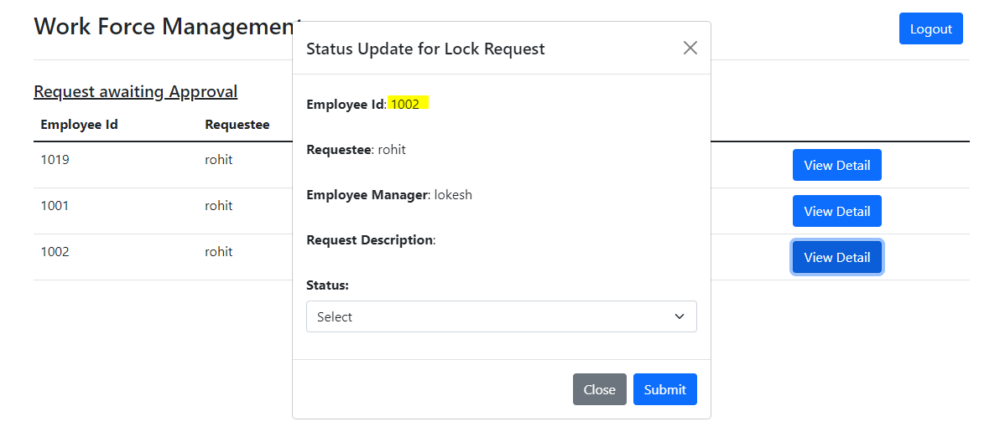 Work Force Management
Logout
Status Update for Lock Request
Request awaiting Approval
Employee Id: 1002
Employee Id Requestee
Requestee: rohit
1019 rohit View Detail
Employee Manager: lokesh
1001 rohit View Detail
Request Description:
1002 rohit View Detail
Status:
Select
Close Submit